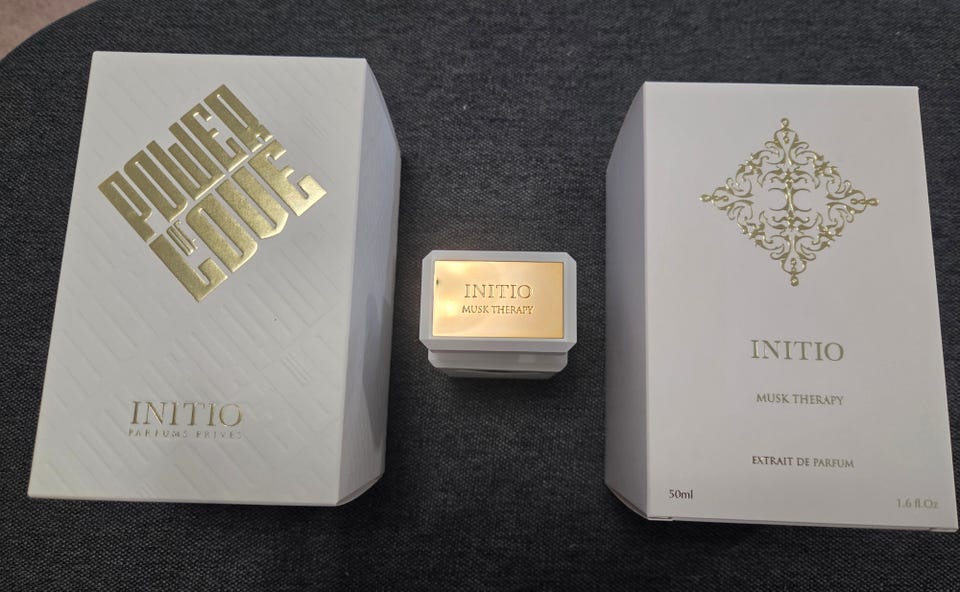 POWER
OF
LOVE
INITIO
PARFUMS PRIVÉS
INITIO
MUSK THERAPY
INITIO
MUSK THERAPY
EXTRAIT DE PARFUM
50ml
1.6 fl.Oz